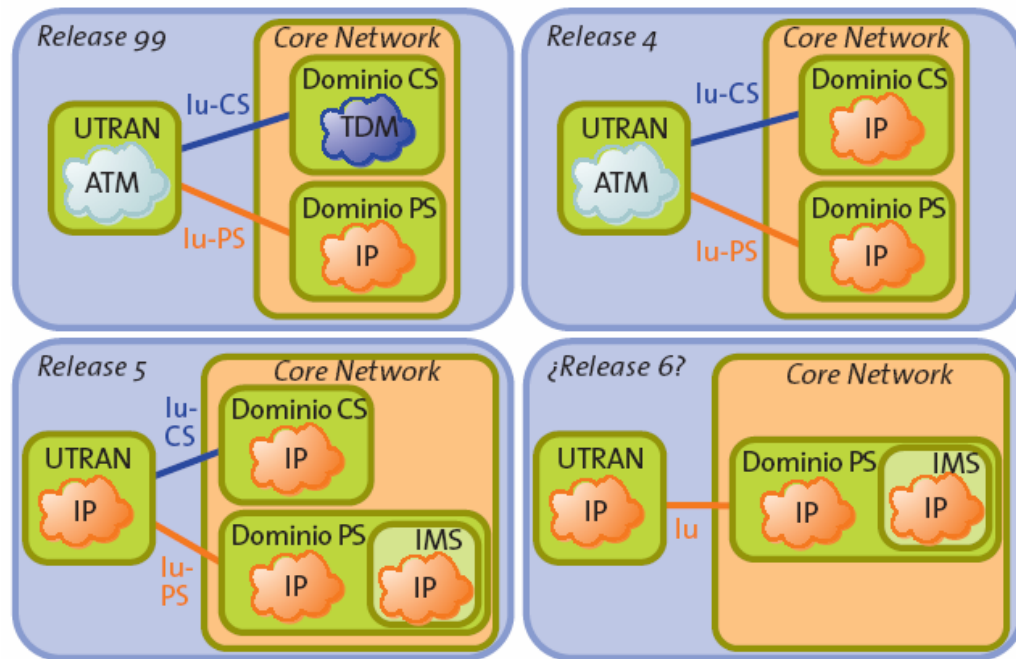 Release 99
Core Network
Dominio CS
Iu-CS
TDM
UTRAN
ATM
Dominio PS
Iu-PS
IP
Release 4
Core Network
Dominio CS
Iu-CS
IP
UTRAN
ATM
Dominio PS
Iu-PS
IP
Release 5
Core Network
Iu-
CS
Dominio CS
IP
UTRAN
IP
Dominio PS
IMS
Iu-
PS
IP
IP
¿Release 6?
Core Network
UTRAN
IP
Iu
Dominio PS
IMS
IP
IP